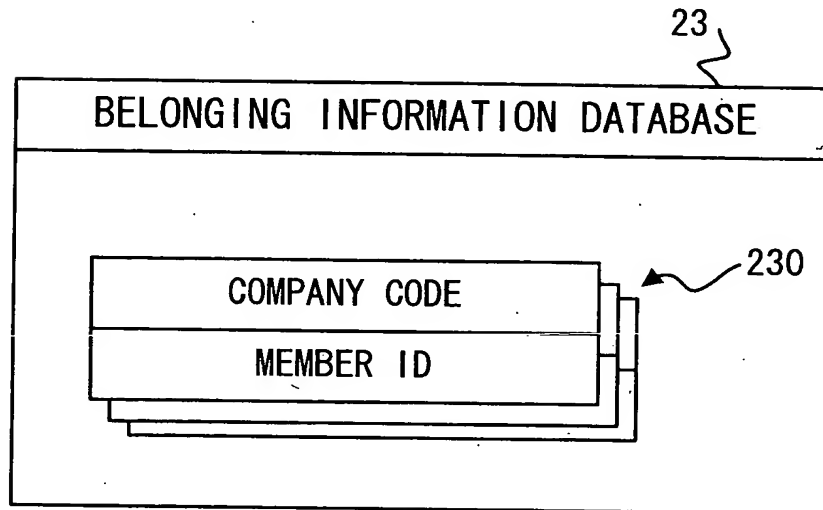 23
BELONGING INFORMATION DATABASE
230
COMPANY CODE
MEMBER ID